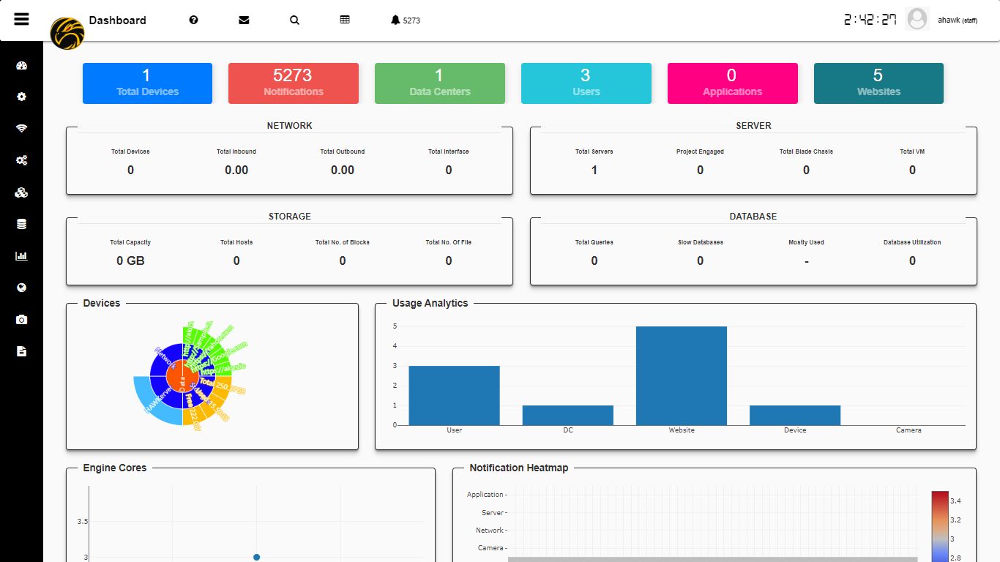 Dashboard
5273
2:42:27
ahawk (staff)
1
Total Devices
5273
Notifications
1
Data Centers
3
Users
0
Applications
5
Websites
NETWORK
Total Devices
Total Inbound
Total Outbound
Total Interface
0
0.00
0.00
0
SERVER
Total Servers
Project Engaged
Total Blade Chasis
Total VM
1
0
0
0
STORAGE
Total Capacity
Total Hosts
Total No. of Blocks
Total No. Of File
0 GB
0
0
0
DATABASE
Total Queries
Slow Databases
Mostly Used
Database Utilization
0
0
-
0
Devices
Network
Data
Usage Analytics
5
4
3
2
1
0
User
DC
Website
Device
Camera
Engine Cores
3.5
3
Notification Heatmap
Application
Server
Network
Camera
3.4
3.2
3
2.8